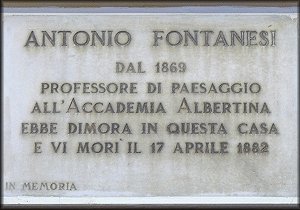 ANTONIO FONTANESI
DAL 1869
PROFESSORE DI PAESAGGIO
ALL'ACCADEMIA ALBERTINA
EBBE DIMORA IN QUESTA CASA
E VI MORÌ IL 17 APRILE 1882
IN MEMORIA